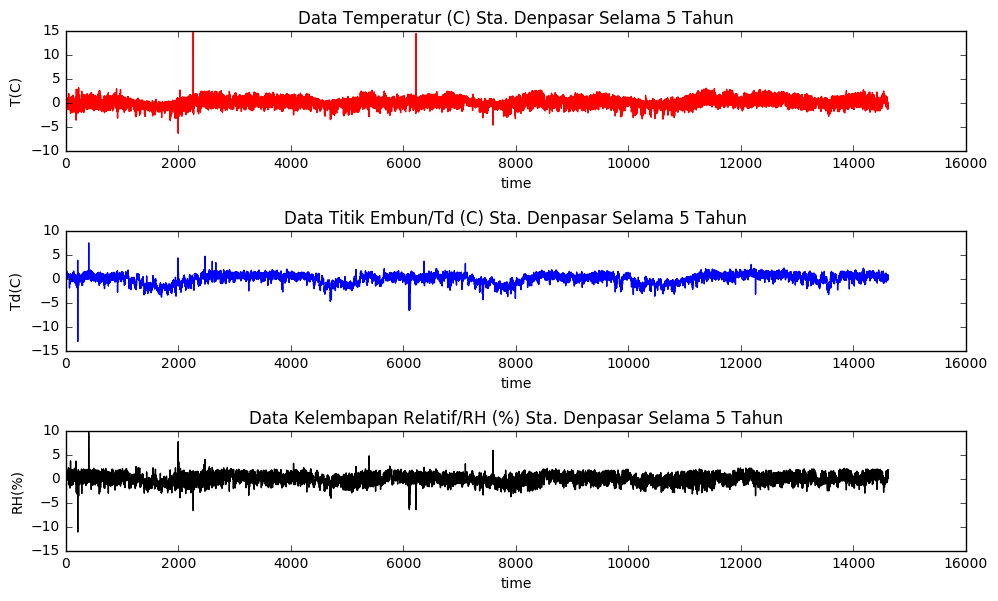 Data Temperatur (C) Sta. Denpasar Selama 5 Tahun
15
10
5
0
−5
−10
T(C)
0 2000 4000 6000 8000 10000 12000 14000 16000
time
Data Titik Embun/Td (C) Sta. Denpasar Selama 5 Tahun
10
5
0
−5
−10
−15
Td(C)
0 2000 4000 6000 8000 10000 12000 14000 16000
time
Data Kelembapan Relatif/RH (%) Sta. Denpasar Selama 5 Tahun
10
5
0
−5
−10
−15
RH(%)
0 2000 4000 6000 8000 10000 12000 14000 16000
time